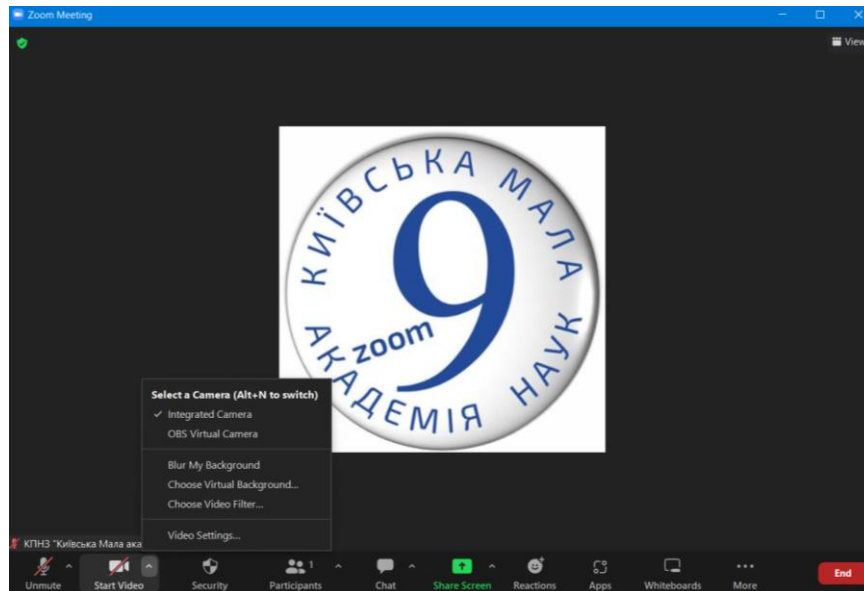 Zoom Meeting
View
КИЇВСЬКА МАЛА
АКАДЕМІЯ НАУК
9
zoom
Select a Camera (Alt+N to switch)
Integrated Camera
OBS Virtual Camera
Blur My Background
Choose Virtual Background...
Choose Video Filter...
Video Settings...
КПНЗ "Київська Мала ака
1
Unmute
Start Video
Security
Participants
Chat
Share Screen
Reactions
Apps
Whiteboards
More
End